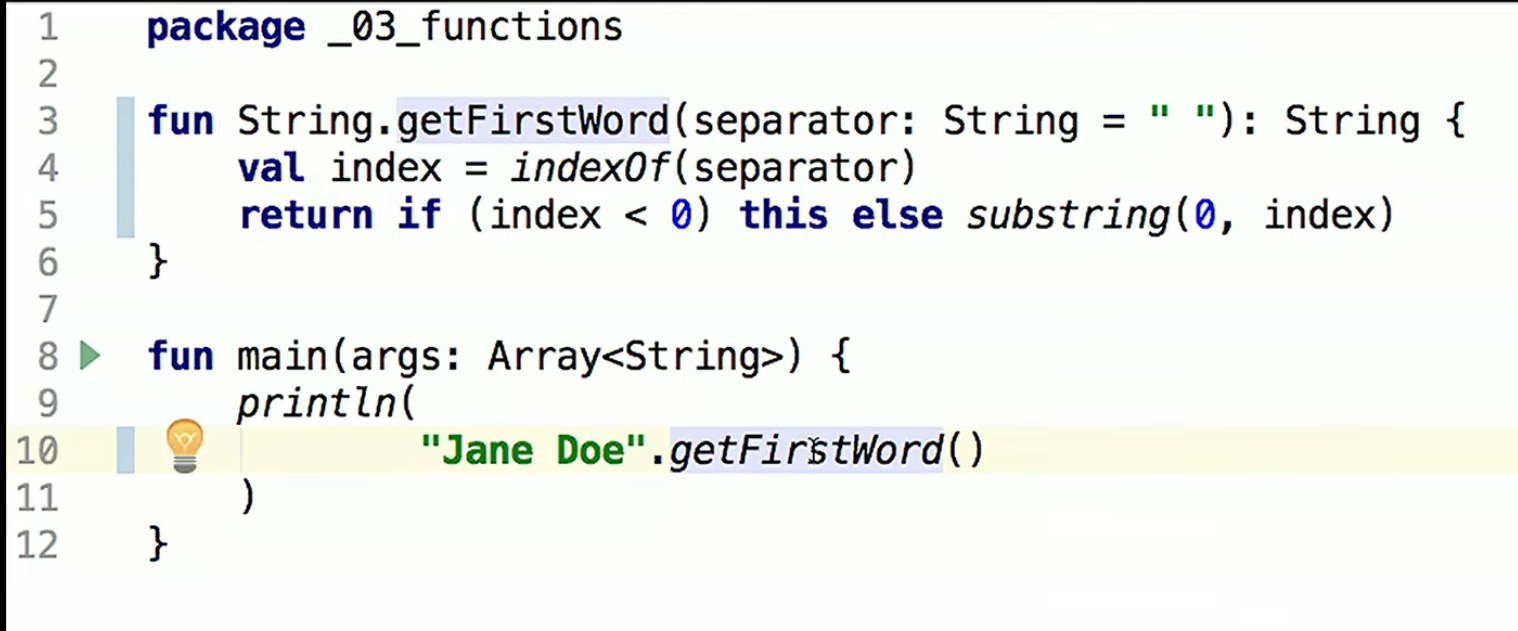 1 package _03_functions
2
3 fun String.getFirstWord(separator: String = " "): String {
4     val index = indexOf(separator)
5     return if (index < 0) this else substring(0, index)
6 }
7
8 fun main(args: Array<String>) {
9     println(
10             "Jane Doe".getFirstWord()
11     )
12 }